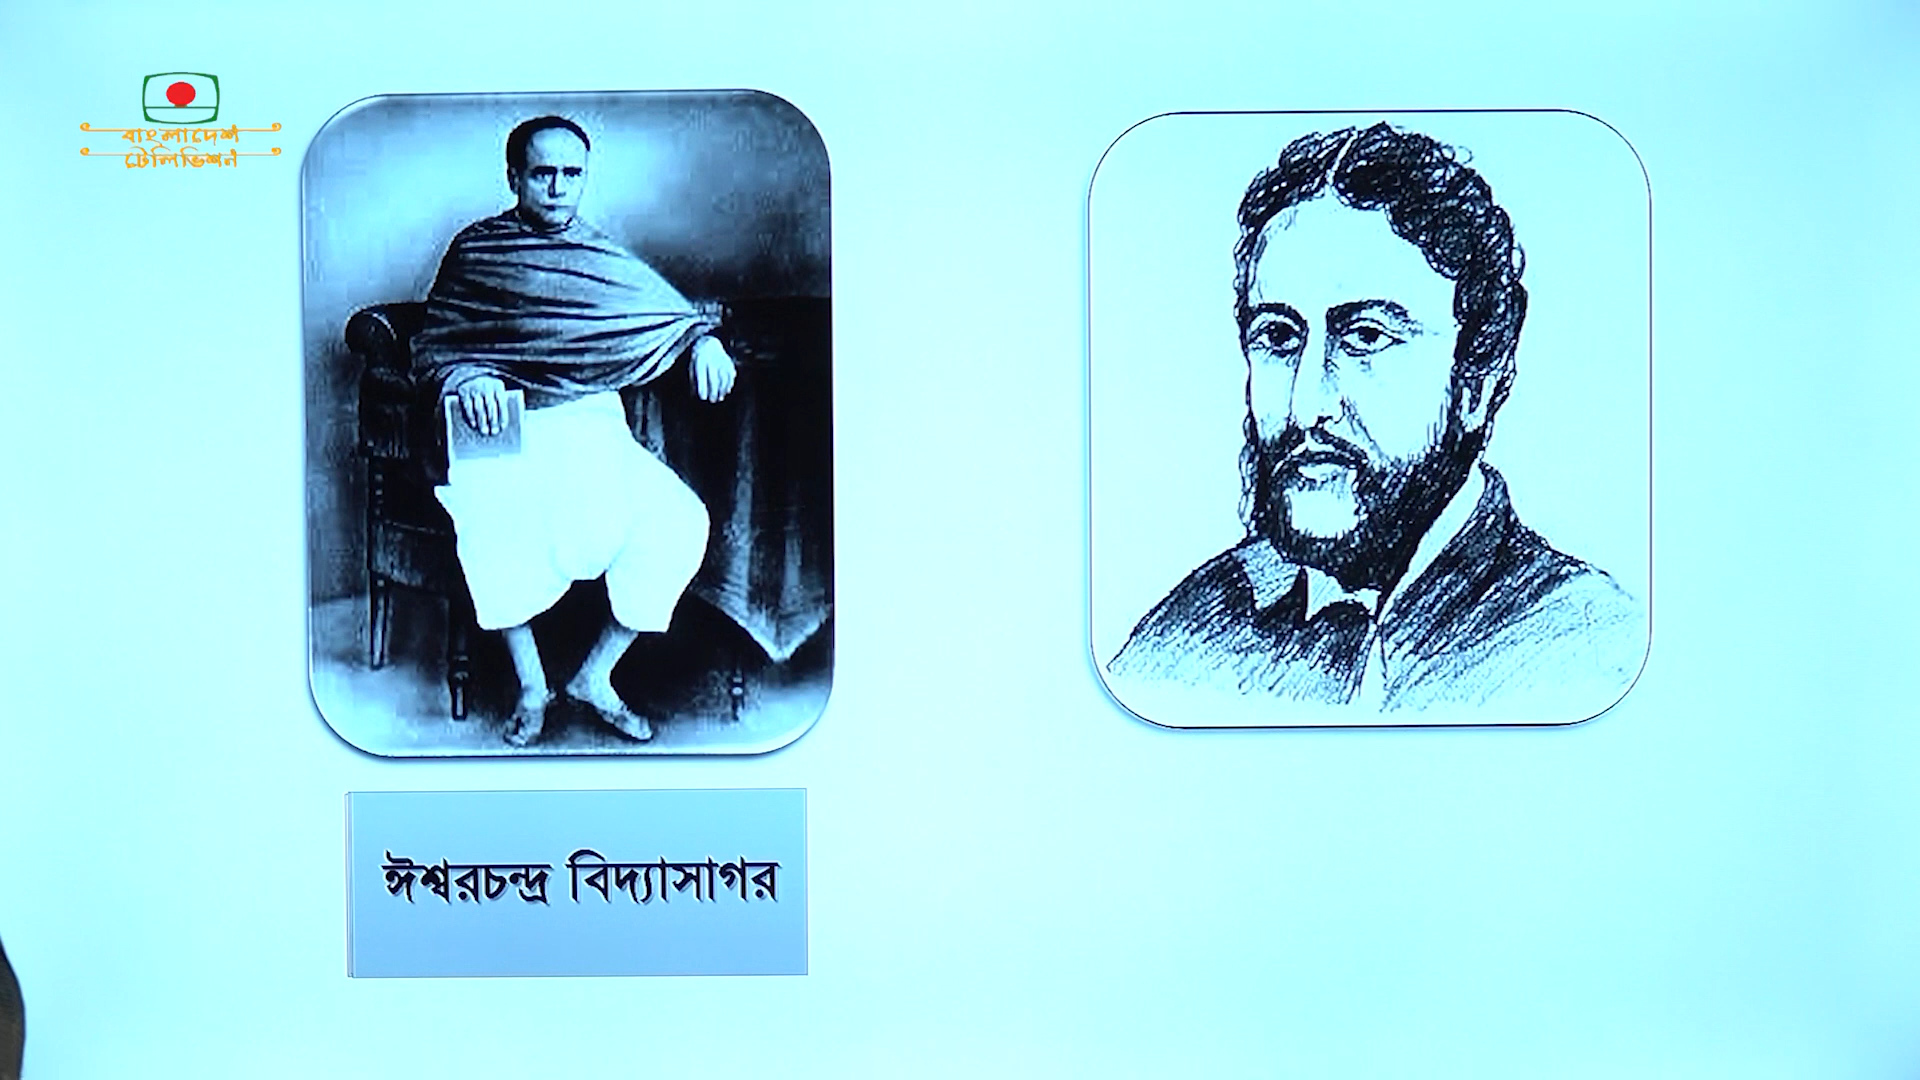 বাংলাদেশ
টেলিভিশন
ঈশ্বরচন্দ্র বিদ্যাসাগর